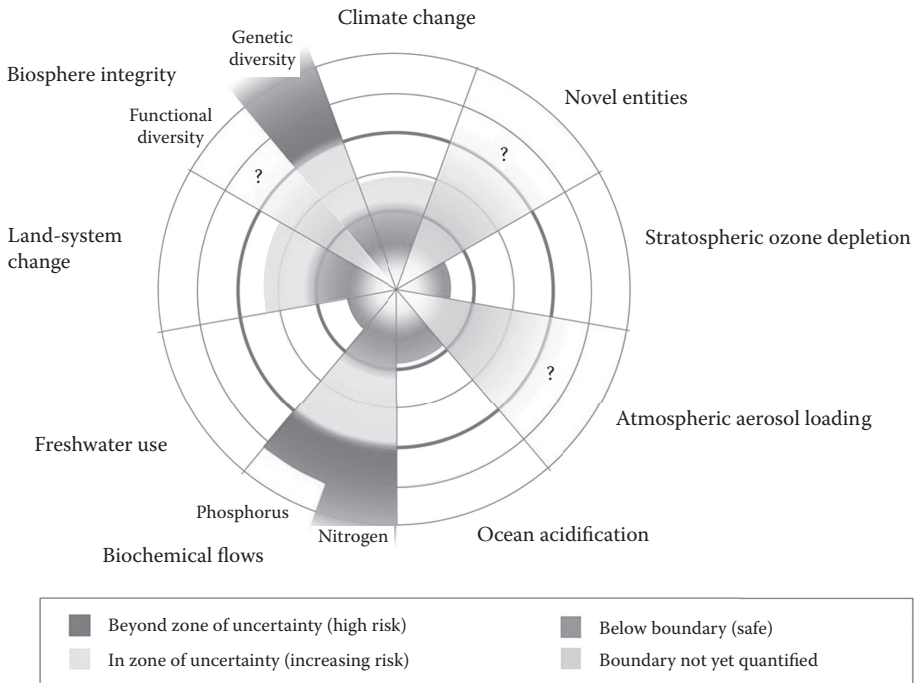 Climate change
Genetic
diversity
Biosphere integrity
Novel entities
Functional
diversity
?
?
Land-system
change
Stratospheric ozone depletion
?
Atmospheric aerosol loading
Freshwater use
Phosphorus
Nitrogen
Ocean acidification
Biochemical flows
Beyond zone of uncertainty (high risk)
Below boundary (safe)
In zone of uncertainty (increasing risk)
Boundary not yet quantified